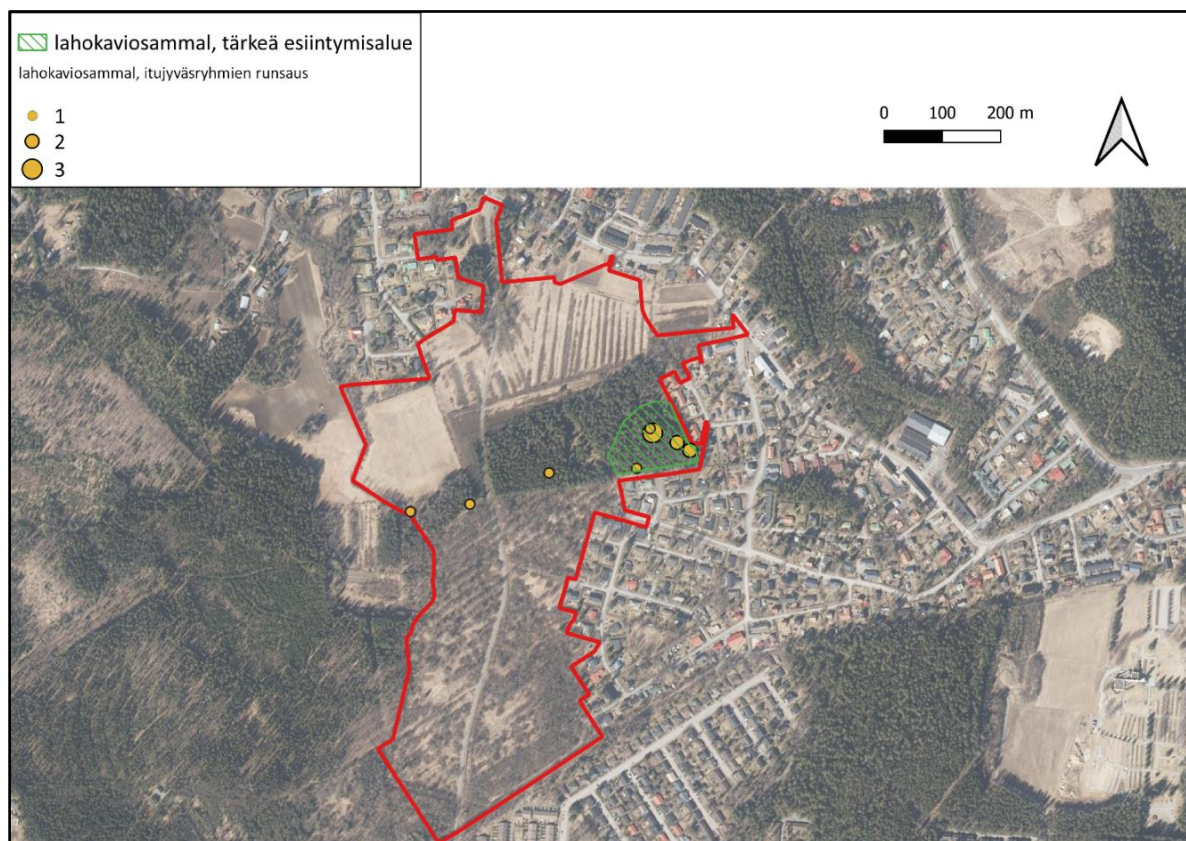 lahokaviosammal, tärkeä esiintymisalue
lahokaviosammal, itujyväsryhmien runsaus
1
2
3
0 100 200 m